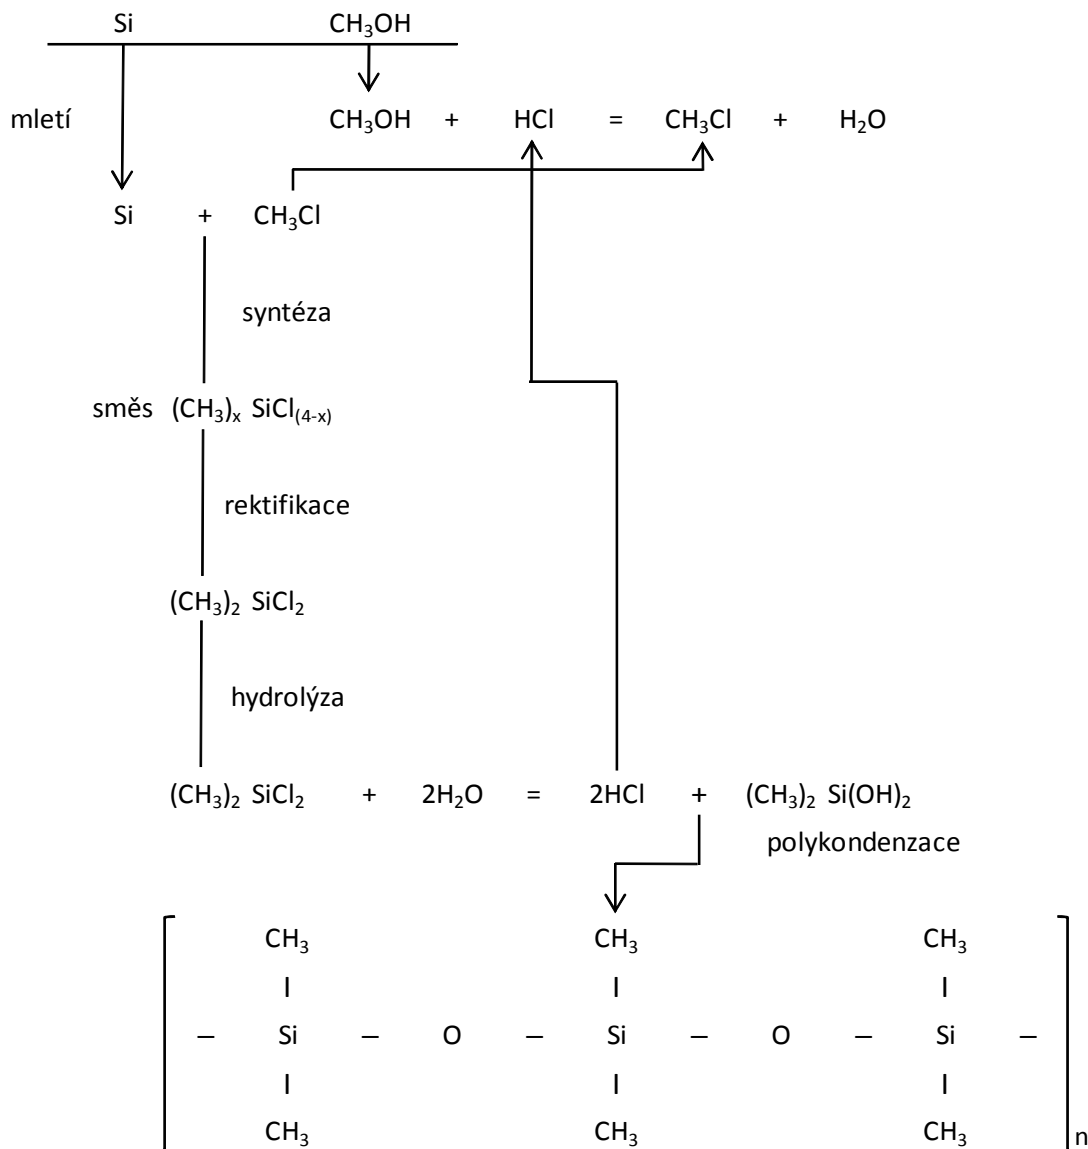 Si CH₃OH
mletí CH₃OH + HCl = CH₃Cl + H₂O
Si + CH₃Cl
syntéza
směs (CH₃)ₓ SiCl₍₄₋ₓ₎
rektifikace
(CH₃)₂ SiCl₂
hydrolýza
(CH₃)₂ SiCl₂ + 2H₂O = 2HCl + (CH₃)₂ Si(OH)₂
polykondenzace
CH₃ CH₃ CH₃
I I I
– Si – O – Si – O – Si –
I I I
CH₃ CH₃ CH₃
n